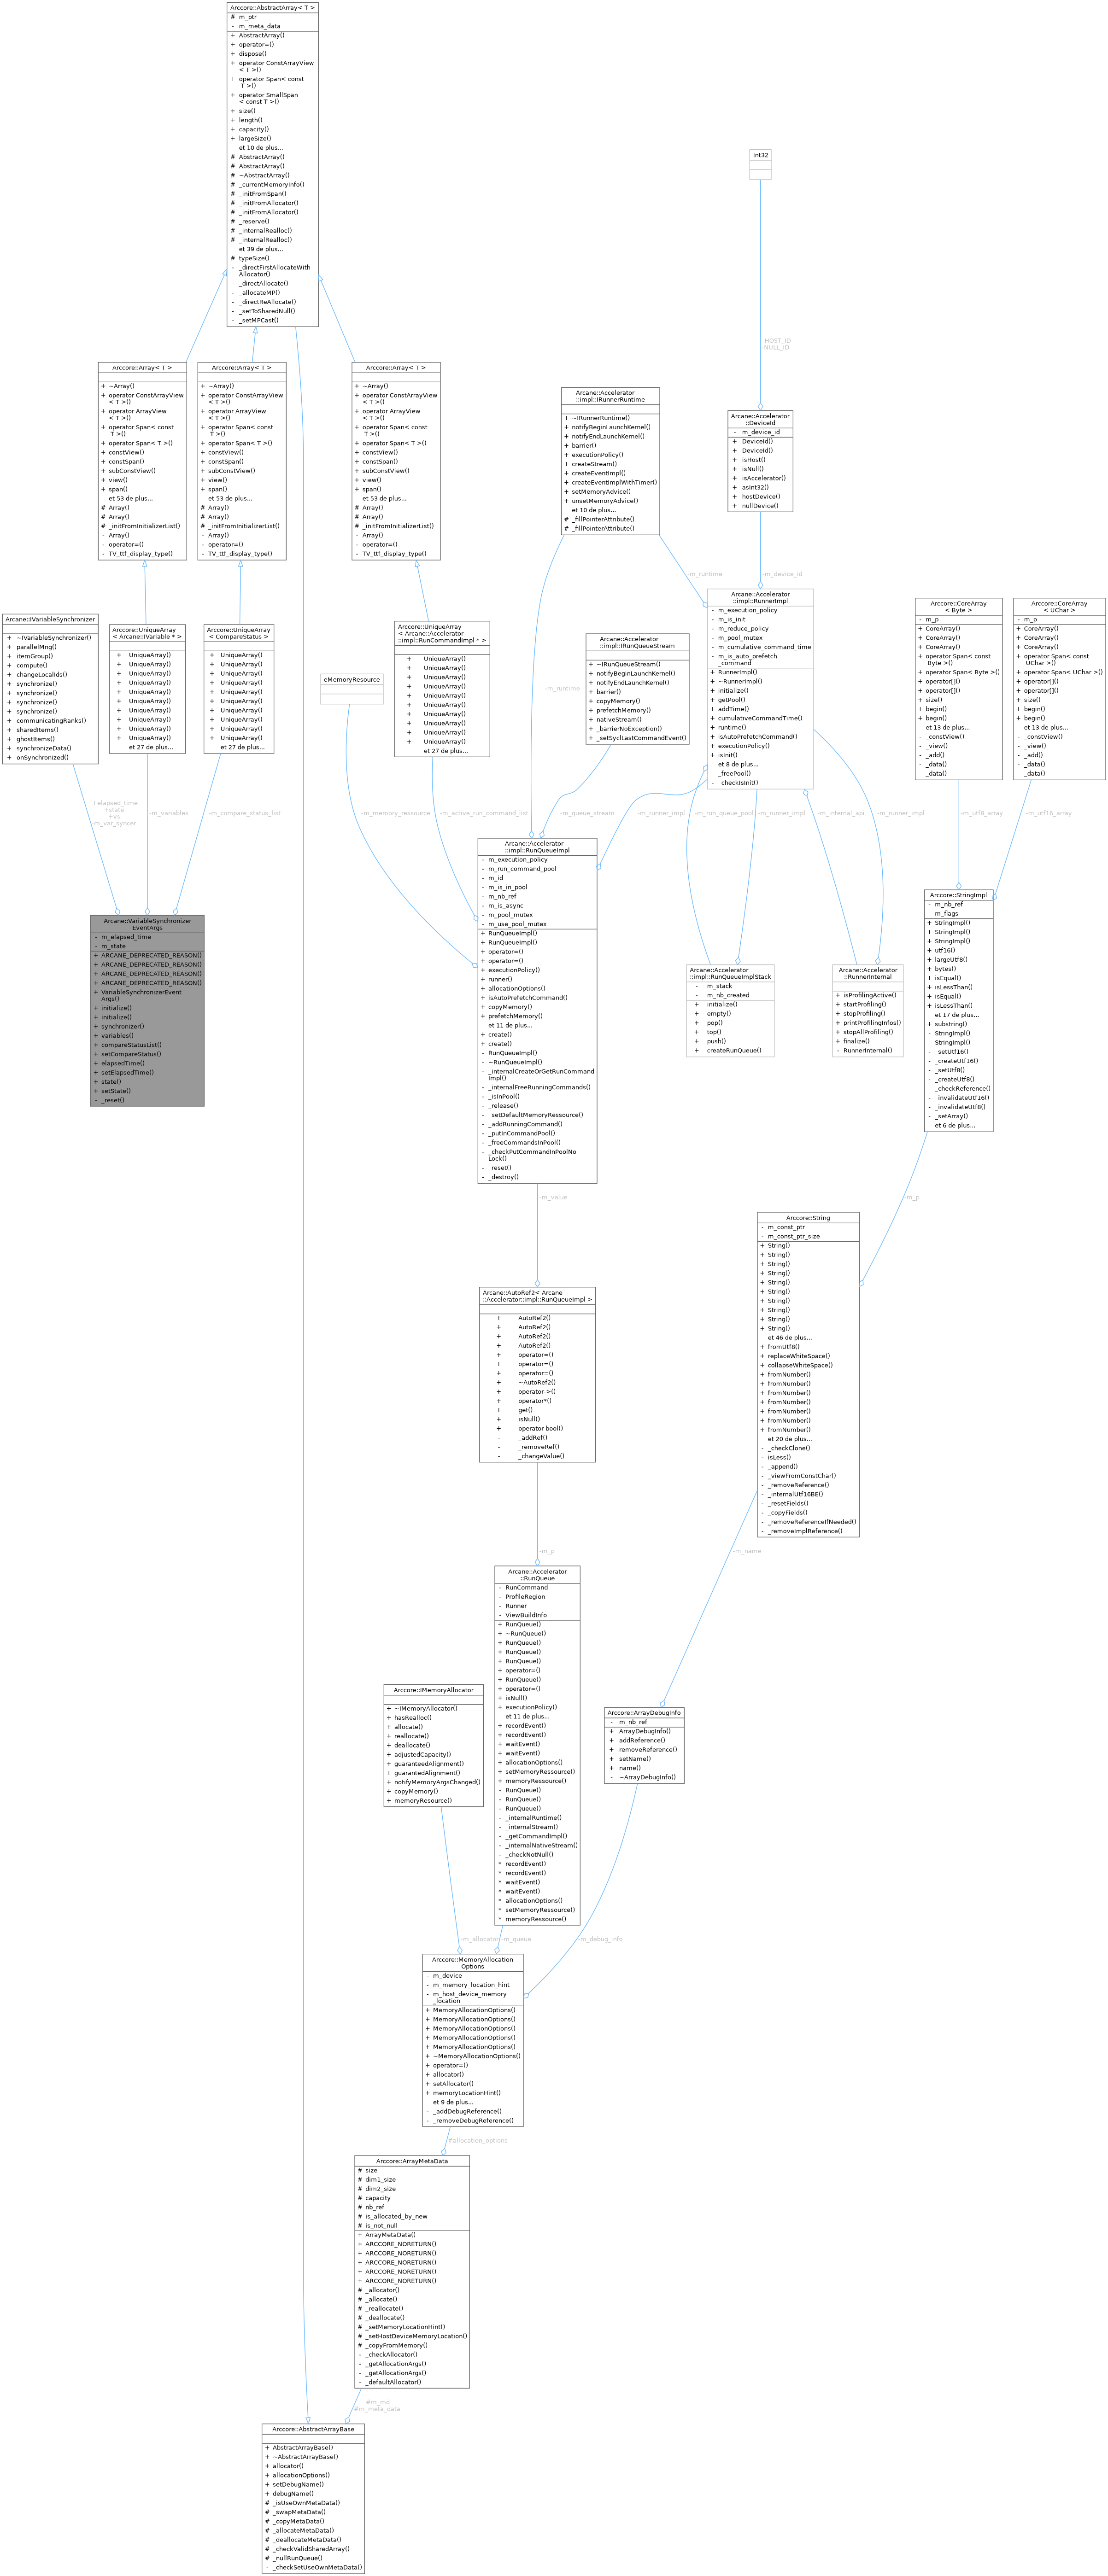 Arccore::AbstractArray< T >
# m_ptr
- m_meta_data
+ AbstractArray()
+ operator=()
+ dispose()
+ operator ConstArrayView
< T >()
+ operator Span< const
T >()
+ operator SmallSpan
< const T >()
+ size()
+ length()
+ capacity()
+ largeSize()
et 10 de plus...
# AbstractArray()
# AbstractArray()
# ~AbstractArray()
# _currentMemoryInfo()
# _initFromSpan()
# _initFromAllocator()
# _initFromAllocator()
# _reserve()
# _internalRealloc()
# _internalRealloc()
et 39 de plus...
# typeSize()
- _directFirstAllocateWith
Allocator()
- _directAllocate()
- _allocateMP()
- _directReAllocate()
- _setToSharedNull()
- _setMPCast()
Int32
-HOST_ID
-NULL_ID
Arccore::Array< T >
+ ~Array()
+ operator ConstArrayView
< T >()
+ operator ArrayView
< T >()
+ operator Span< const
T >()
+ operator Span< T >()
+ constView()
+ constSpan()
+ subConstView()
+ view()
+ span()
et 53 de plus...
# Array()
# Array()
# _initFromInitializerList()
- Array()
- operator=()
- TV_ttf_display_type()
Arccore::Array< T >
+ ~Array()
+ operator ConstArrayView
< T >()
+ operator ArrayView
< T >()
+ operator Span< const
T >()
+ operator Span< T >()
+ constView()
+ constSpan()
+ subConstView()
+ view()
+ span()
et 53 de plus...
# Array()
# Array()
# _initFromInitializerList()
- Array()
- operator=()
- TV_ttf_display_type()
Arccore::Array< T >
+ ~Array()
+ operator ConstArrayView
< T >()
+ operator ArrayView
< T >()
+ operator Span< const
T >()
+ operator Span< T >()
+ constView()
+ constSpan()
+ subConstView()
+ view()
+ span()
et 53 de plus...
# Array()
# Array()
# _initFromInitializerList()
- Array()
- operator=()
- TV_ttf_display_type()
Arcane::Accelerator
::impl::IRunnerRuntime
+ ~IRunnerRuntime()
+ notifyBeginLaunchKernel()
+ notifyEndLaunchKernel()
+ barrier()
+ executionPolicy()
+ createStream()
+ createEventImpl()
+ createEventImplWithTimer()
+ setMemoryAdvice()
+ unsetMemoryAdvice()
et 10 de plus...
# _fillPointerAttribute()
# _fillPointerAttribute()
Arcane::Accelerator
::DeviceId
- m_device_id
+ DeviceId()
+ DeviceId()
+ isHost()
+ isNull()
+ isAccelerator()
+ asInt32()
+ hostDevice()
+ nullDevice()
-m_runtime
-m_device_id
Arcane::IVariableSynchronizer
+ ~IVariableSynchronizer()
+ parallelMng()
+ itemGroup()
+ compute()
+ changeLocalIds()
+ synchronize()
+ synchronize()
+ synchronize()
+ synchronize()
+ communicatingRanks()
+ sharedItems()
+ ghostItems()
+ synchronizeData()
+ onSynchronized()
Arccore::UniqueArray
< Arcane::IVariable * >
+ UniqueArray()
+ UniqueArray()
+ UniqueArray()
+ UniqueArray()
+ UniqueArray()
+ UniqueArray()
+ UniqueArray()
+ UniqueArray()
+ UniqueArray()
+ UniqueArray()
et 27 de plus...
Arccore::UniqueArray
< CompareStatus >
+ UniqueArray()
+ UniqueArray()
+ UniqueArray()
+ UniqueArray()
+ UniqueArray()
+ UniqueArray()
+ UniqueArray()
+ UniqueArray()
+ UniqueArray()
+ UniqueArray()
et 27 de plus...
eMemoryResource
Arccore::UniqueArray
< Arcane::Accelerator
::impl::RunCommandImpl * >
+ UniqueArray()
+ UniqueArray()
+ UniqueArray()
+ UniqueArray()
+ UniqueArray()
+ UniqueArray()
+ UniqueArray()
+ UniqueArray()
+ UniqueArray()
+ UniqueArray()
et 27 de plus...
-m_runtime
Arcane::Accelerator
::impl::IRunQueueStream
+ ~IRunQueueStream()
+ notifyBeginLaunchKernel()
+ notifyEndLaunchKernel()
+ barrier()
+ copyMemory()
+ prefetchMemory()
+ nativeStream()
+ _barrierNoException()
+ _setSyclLastCommandEvent()
Arcane::Accelerator
::impl::RunnerImpl
- m_execution_policy
- m_is_init
- m_reduce_policy
- m_pool_mutex
- m_cumulative_command_time
- m_is_auto_prefetch
_command
+ RunnerImpl()
+ ~RunnerImpl()
+ initialize()
+ getPool()
+ addTime()
+ cumulativeCommandTime()
+ runtime()
+ isAutoPrefetchCommand()
+ executionPolicy()
+ isInit()
et 8 de plus...
- _freePool()
- _checkIsInit()
Arccore::CoreArray
< Byte >
- m_p
+ CoreArray()
+ CoreArray()
+ CoreArray()
+ operator Span< const
Byte >()
+ operator Span< Byte >()
+ operator[]()
+ operator[]()
+ size()
+ begin()
+ begin()
et 13 de plus...
- _constView()
- _view()
- _add()
- _data()
- _data()
Arccore::CoreArray
< UChar >
- m_p
+ CoreArray()
+ CoreArray()
+ CoreArray()
+ operator Span< const
UChar >()
+ operator Span< UChar >()
+ operator[]()
+ operator[]()
+ size()
+ begin()
+ begin()
et 13 de plus...
- _constView()
- _view()
- _add()
- _data()
- _data()
+elapsed_time
+state
+vs
-m_var_syncer
-m_variables
-m_compare_status_list
-m_memory_ressource
-m_active_run_command_list
-m_queue_stream
-m_runner_impl
-m_run_queue_pool
-m_runner_impl
-m_internal_api
-m_runner_impl
-m_utf8_array
-m_utf16_array
Arcane::VariableSynchronizer
EventArgs
- m_elapsed_time
- m_state
+ ARCANE_DEPRECATED_REASON()
+ ARCANE_DEPRECATED_REASON()
+ ARCANE_DEPRECATED_REASON()
+ ARCANE_DEPRECATED_REASON()
+ VariableSynchronizerEvent
Args()
+ initialize()
+ initialize()
+ synchronizer()
+ variables()
+ compareStatusList()
+ setCompareStatus()
+ elapsedTime()
+ setElapsedTime()
+ state()
+ setState()
- _reset()
Arcane::Accelerator
::impl::RunQueueImpl
- m_execution_policy
- m_run_command_pool
- m_id
- m_is_in_pool
- m_nb_ref
- m_is_async
- m_pool_mutex
- m_use_pool_mutex
+ RunQueueImpl()
+ RunQueueImpl()
+ operator=()
+ operator=()
+ executionPolicy()
+ runner()
+ allocationOptions()
+ isAutoPrefetchCommand()
+ copyMemory()
+ prefetchMemory()
et 11 de plus...
+ create()
+ create()
- RunQueueImpl()
- ~RunQueueImpl()
- _internalCreateOrGetRunCommand
Impl()
- _internalFreeRunningCommands()
- _isInPool()
- _release()
- _setDefaultMemoryRessource()
- _addRunningCommand()
- _putInCommandPool()
- _freeCommandsInPool()
- _checkPutCommandInPoolNo
Lock()
- _reset()
- _destroy()
Arcane::Accelerator
::impl::RunQueueImplStack
- m_stack
- m_nb_created
+ initialize()
+ empty()
+ pop()
+ top()
+ push()
+ createRunQueue()
Arcane::Accelerator
::RunnerInternal
+ isProfilingActive()
+ startProfiling()
+ stopProfiling()
+ printProfilingInfos()
+ stopAllProfiling()
+ finalize()
- RunnerInternal()
Arccore::StringImpl
- m_nb_ref
- m_flags
+ StringImpl()
+ StringImpl()
+ StringImpl()
+ utf16()
+ largeUtf8()
+ bytes()
+ isEqual()
+ isLessThan()
+ isEqual()
+ isLessThan()
et 17 de plus...
+ substring()
- StringImpl()
- StringImpl()
- _setUtf16()
- _createUtf16()
- _setUtf8()
- _createUtf8()
- _checkReference()
- _invalidateUtf16()
- _invalidateUtf8()
- _setArray()
et 6 de plus...
-m_value
-m_p
Arccore::String
- m_const_ptr
- m_const_ptr_size
+ String()
+ String()
+ String()
+ String()
+ String()
+ String()
+ String()
+ String()
+ String()
+ String()
et 46 de plus...
+ fromUtf8()
+ replaceWhiteSpace()
+ collapseWhiteSpace()
+ fromNumber()
+ fromNumber()
+ fromNumber()
+ fromNumber()
+ fromNumber()
+ fromNumber()
+ fromNumber()
et 20 de plus...
- _checkClone()
- isLess()
- _append()
- _viewFromConstChar()
- _removeReference()
- _internalUtf16BE()
- _resetFields()
- _copyFields()
- _removeReferenceIfNeeded()
- _removeImplReference()
Arcane::AutoRef2< Arcane
::Accelerator::impl::RunQueueImpl >
+ AutoRef2()
+ AutoRef2()
+ AutoRef2()
+ AutoRef2()
+ operator=()
+ operator=()
+ operator=()
+ ~AutoRef2()
+ operator->()
+ operator*()
+ get()
+ isNull()
+ operator bool()
- _addRef()
- _removeRef()
- _changeValue()
-m_p
-m_name
Arcane::Accelerator
::RunQueue
- RunCommand
- ProfileRegion
- Runner
- ViewBuildInfo
+ RunQueue()
+ ~RunQueue()
+ RunQueue()
+ RunQueue()
+ RunQueue()
+ operator=()
+ RunQueue()
+ operator=()
+ isNull()
+ executionPolicy()
et 11 de plus...
+ recordEvent()
+ recordEvent()
+ waitEvent()
+ waitEvent()
+ allocationOptions()
+ setMemoryRessource()
+ memoryRessource()
- RunQueue()
- RunQueue()
- RunQueue()
- _internalRuntime()
- _internalStream()
- _getCommandImpl()
- _internalNativeStream()
- _checkNotNull()
* recordEvent()
* recordEvent()
* waitEvent()
* waitEvent()
* allocationOptions()
* setMemoryRessource()
* memoryRessource()
Arccore::IMemoryAllocator
+ ~IMemoryAllocator()
+ hasRealloc()
+ allocate()
+ reallocate()
+ deallocate()
+ adjustedCapacity()
+ guaranteedAlignment()
+ guarantedAlignment()
+ notifyMemoryArgsChanged()
+ copyMemory()
+ memoryResource()
Arccore::ArrayDebugInfo
- m_nb_ref
+ ArrayDebugInfo()
+ addReference()
+ removeReference()
+ setName()
+ name()
- ~ArrayDebugInfo()
-m_allocator
-m_queue
-m_debug_info
Arccore::MemoryAllocation
Options
- m_device
- m_memory_location_hint
- m_host_device_memory
_location
+ MemoryAllocationOptions()
+ MemoryAllocationOptions()
+ MemoryAllocationOptions()
+ MemoryAllocationOptions()
+ MemoryAllocationOptions()
+ ~MemoryAllocationOptions()
+ operator=()
+ allocator()
+ setAllocator()
+ memoryLocationHint()
et 9 de plus...
- _addDebugReference()
- _removeDebugReference()
#allocation_options
Arccore::ArrayMetaData
# size
# dim1_size
# dim2_size
# capacity
# nb_ref
# is_allocated_by_new
# is_not_null
+ ArrayMetaData()
+ ARCCORE_NORETURN()
+ ARCCORE_NORETURN()
+ ARCCORE_NORETURN()
+ ARCCORE_NORETURN()
+ ARCCORE_NORETURN()
# _allocator()
# _allocate()
# _reallocate()
# _deallocate()
# _setMemoryLocationHint()
# _setHostDeviceMemoryLocation()
# _copyFromMemory()
- _checkAllocator()
- _getAllocationArgs()
- _getAllocationArgs()
- _defaultAllocator()
#m_md
#m_meta_data
Arccore::AbstractArrayBase
+ AbstractArrayBase()
+ ~AbstractArrayBase()
+ allocator()
+ allocationOptions()
+ setDebugName()
+ debugName()
# _isUseOwnMetaData()
# _swapMetaData()
# _copyMetaData()
# _allocateMetaData()
# _deallocateMetaData()
# _checkValidSharedArray()
# _nullRunQueue()
- _checkSetUseOwnMetaData()